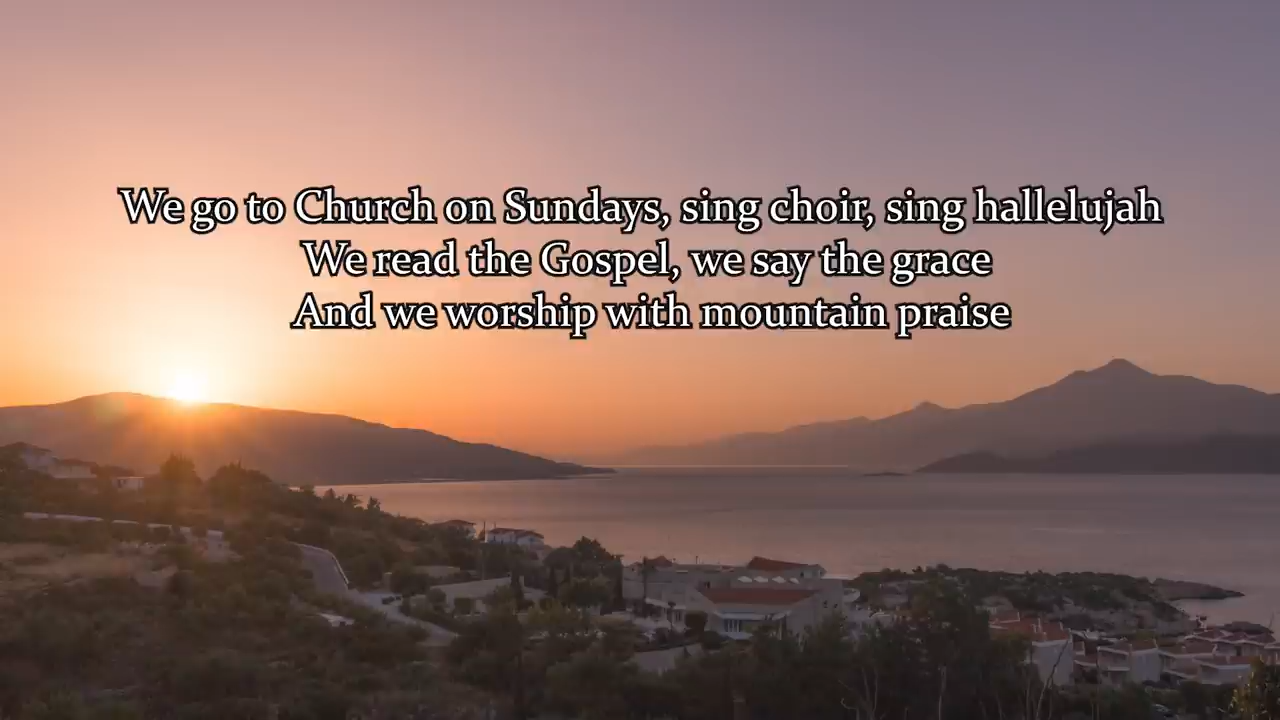 We go to Church on Sundays, sing choir, sing hallelujah
We read the Gospel, we say the grace
And we worship with mountain praise